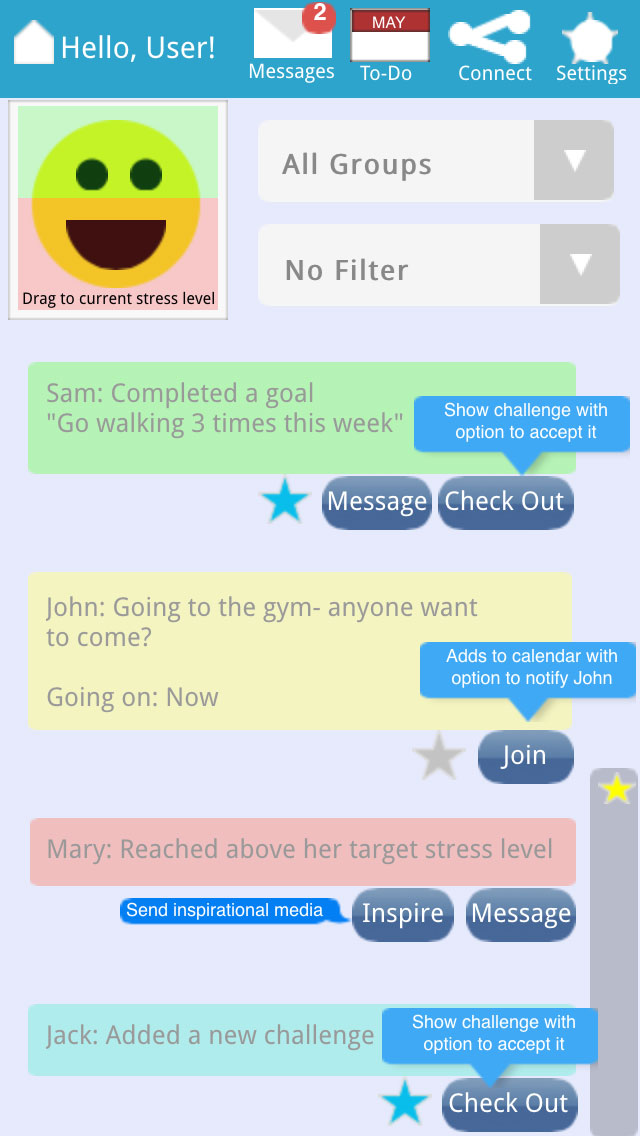 Hello, User!
2
Messages
MAY
To-Do
Connect
Settings
Drag to current stress level
All Groups
No Filter
Sam: Completed a goal
"Go walking 3 times this week"
Show challenge with
option to accept it
Message
Check Out
John: Going to the gym- anyone want
to come?
Going on: Now
Adds to calendar with
option to notify John
Join
Mary: Reached above her target stress level
Send inspirational media
Inspire
Message
Jack: Added a new challenge
Show challenge with
option to accept it
Check Out